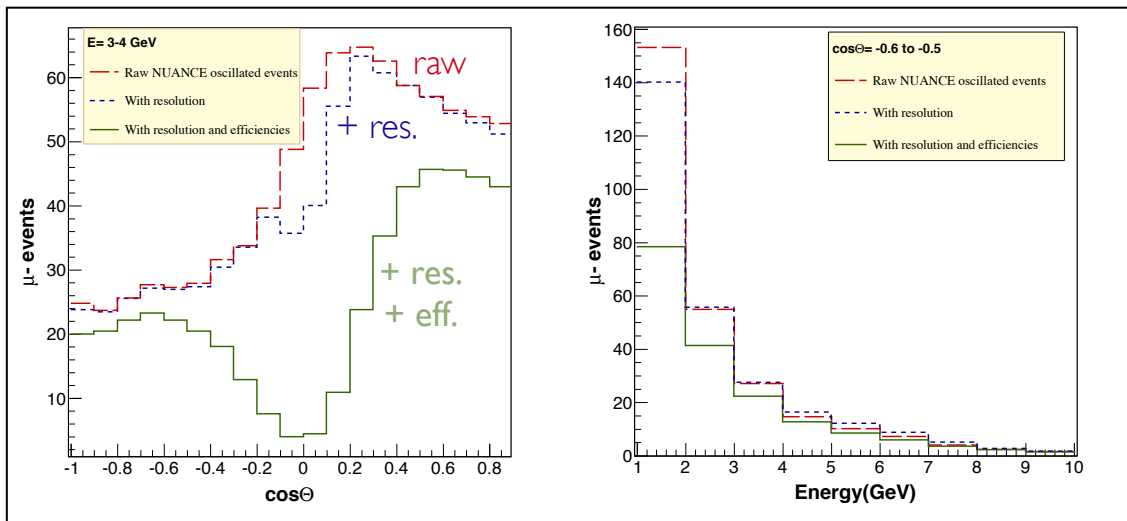 E= 3-4 GeV
Raw NUANCE oscillated events
With resolution
With resolution and efficiencies
raw
+ res.
+ res.
+ eff.
μ- events
60
50
40
30
20
10
-1
-0.8
-0.6
-0.4
-0.2
0
0.2
0.4
0.6
0.8
cosΘ
cosΘ= -0.6 to -0.5
Raw NUANCE oscillated events
With resolution
With resolution and efficiencies
μ- events
160
140
120
100
80
60
40
20
0
1
2
3
4
5
6
7
8
9
10
Energy(GeV)